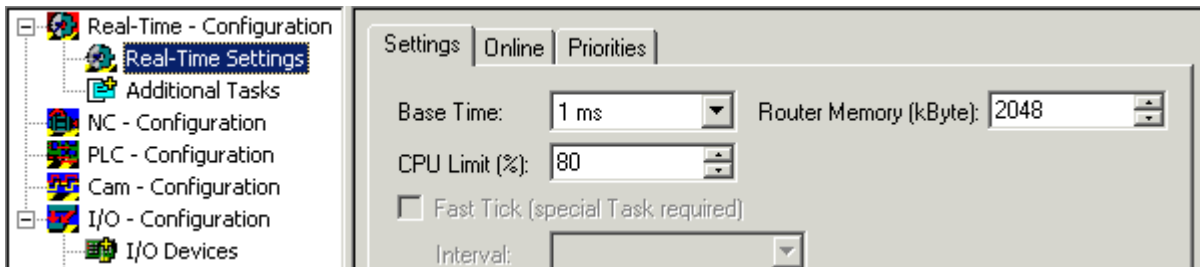 Real-Time - Configuration
Real-Time Settings
Additional Tasks
NC - Configuration
PLC - Configuration
Cam - Configuration
I/O - Configuration
I/O Devices
Settings Online Priorities
Base Time: 1 ms Router Memory (kByte): 2048
CPU Limit (%): 80
Fast Tick (special Task required)
Interval: